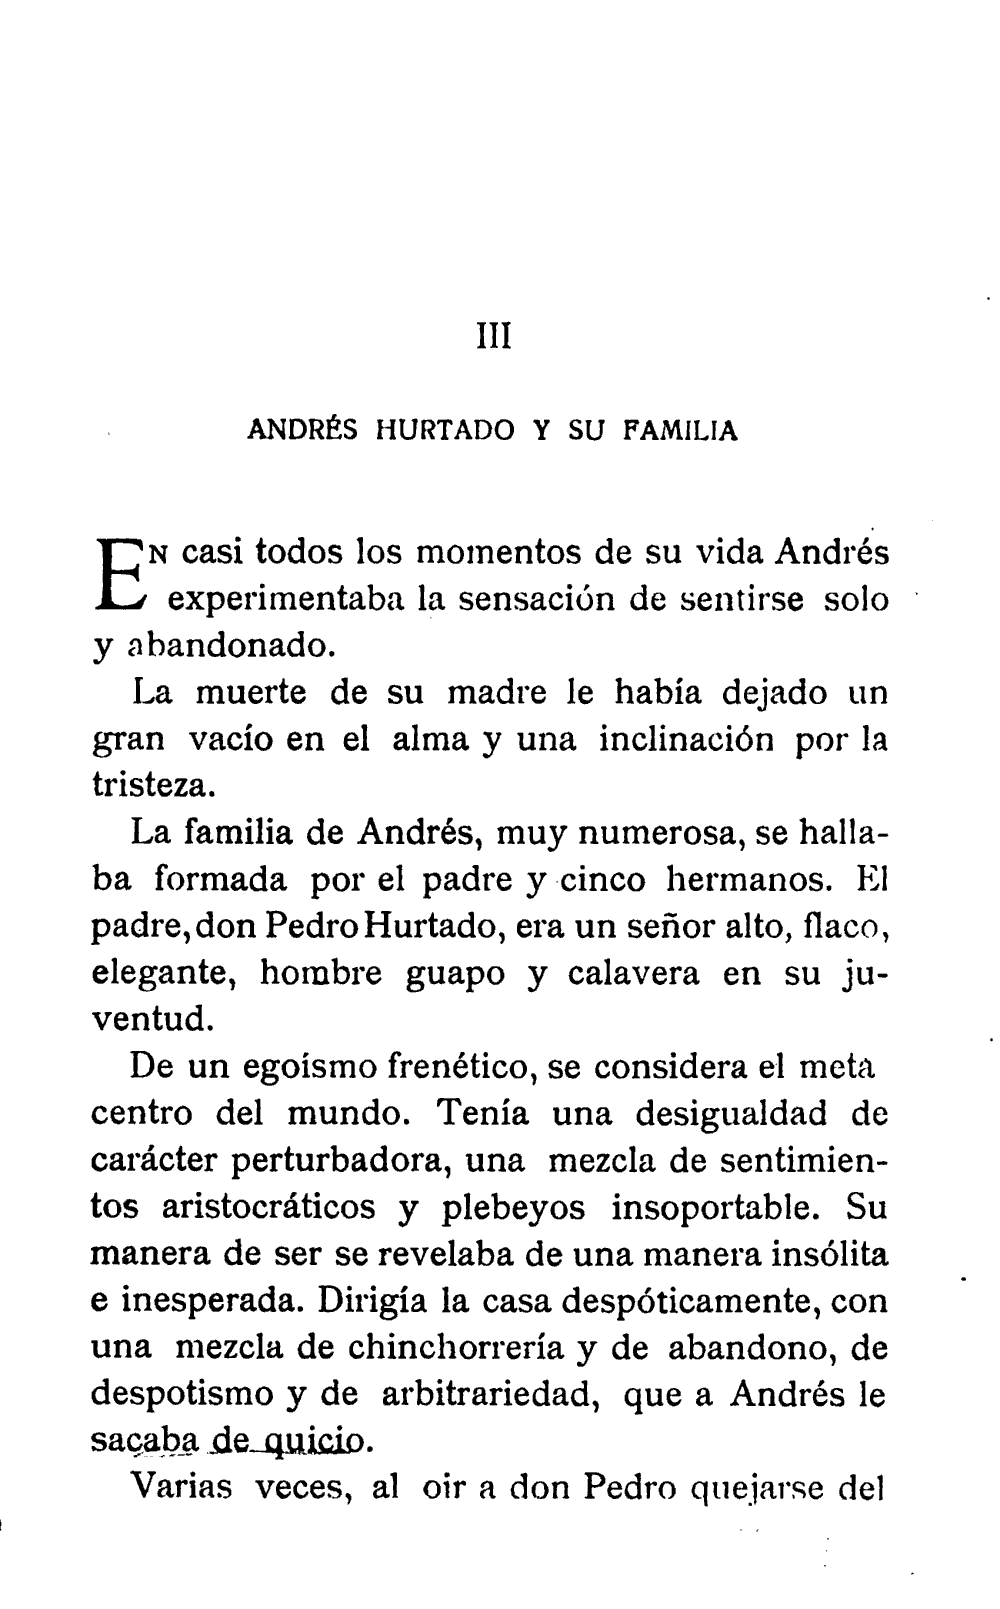 III
ANDRÉS HURTADO Y SU FAMILIA
EN casi todos los momentos de su vida Andrés
experimentaba la sensación de sentirse solo
y abandonado.
La muerte de su madre le había dejado un
gran vacío en el alma y una inclinación por la
tristeza.
La familia de Andrés, muy numerosa, se halla-
ba formada por el padre y cinco hermanos. El
padre, don Pedro Hurtado, era un señor alto, flaco,
elegante, hombre guapo y calavera en su ju-
ventud.
De un egoísmo frenético, se considera el meta
centro del mundo. Tenía una desigualdad de
carácter perturbadora, una mezcla de sentimien-
tos aristocráticos y plebeyos insoportable. Su
manera de ser se revelaba de una manera insólita
e inesperada. Dirigía la casa despóticamente, con
una mezcla de chinchorrería y de abandono, de
despotismo y de arbitrariedad, que a Andrés le
sacaba de quicio.
Varias veces, al oir a don Pedro quejarse del